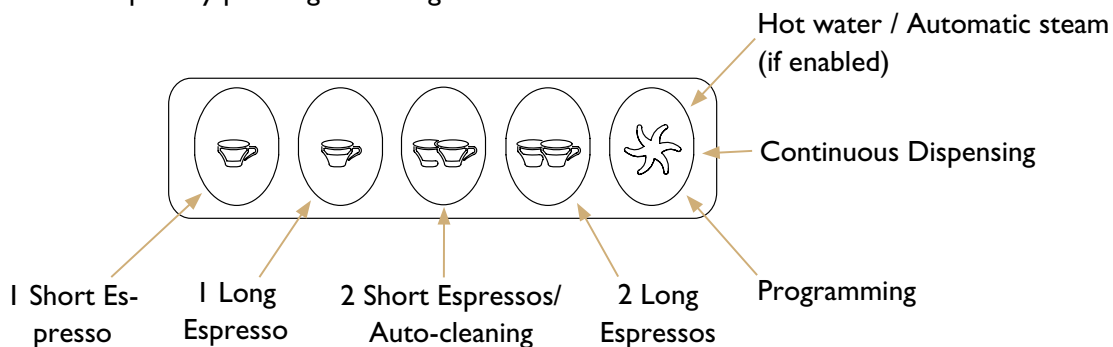 Hot water / Automatic steam
(if enabled)
Continuous Dispensing
Programming
1 Short Es-
presso
1 Long
Espresso
2 Short Espressos/
Auto-cleaning
2 Long
Espressos